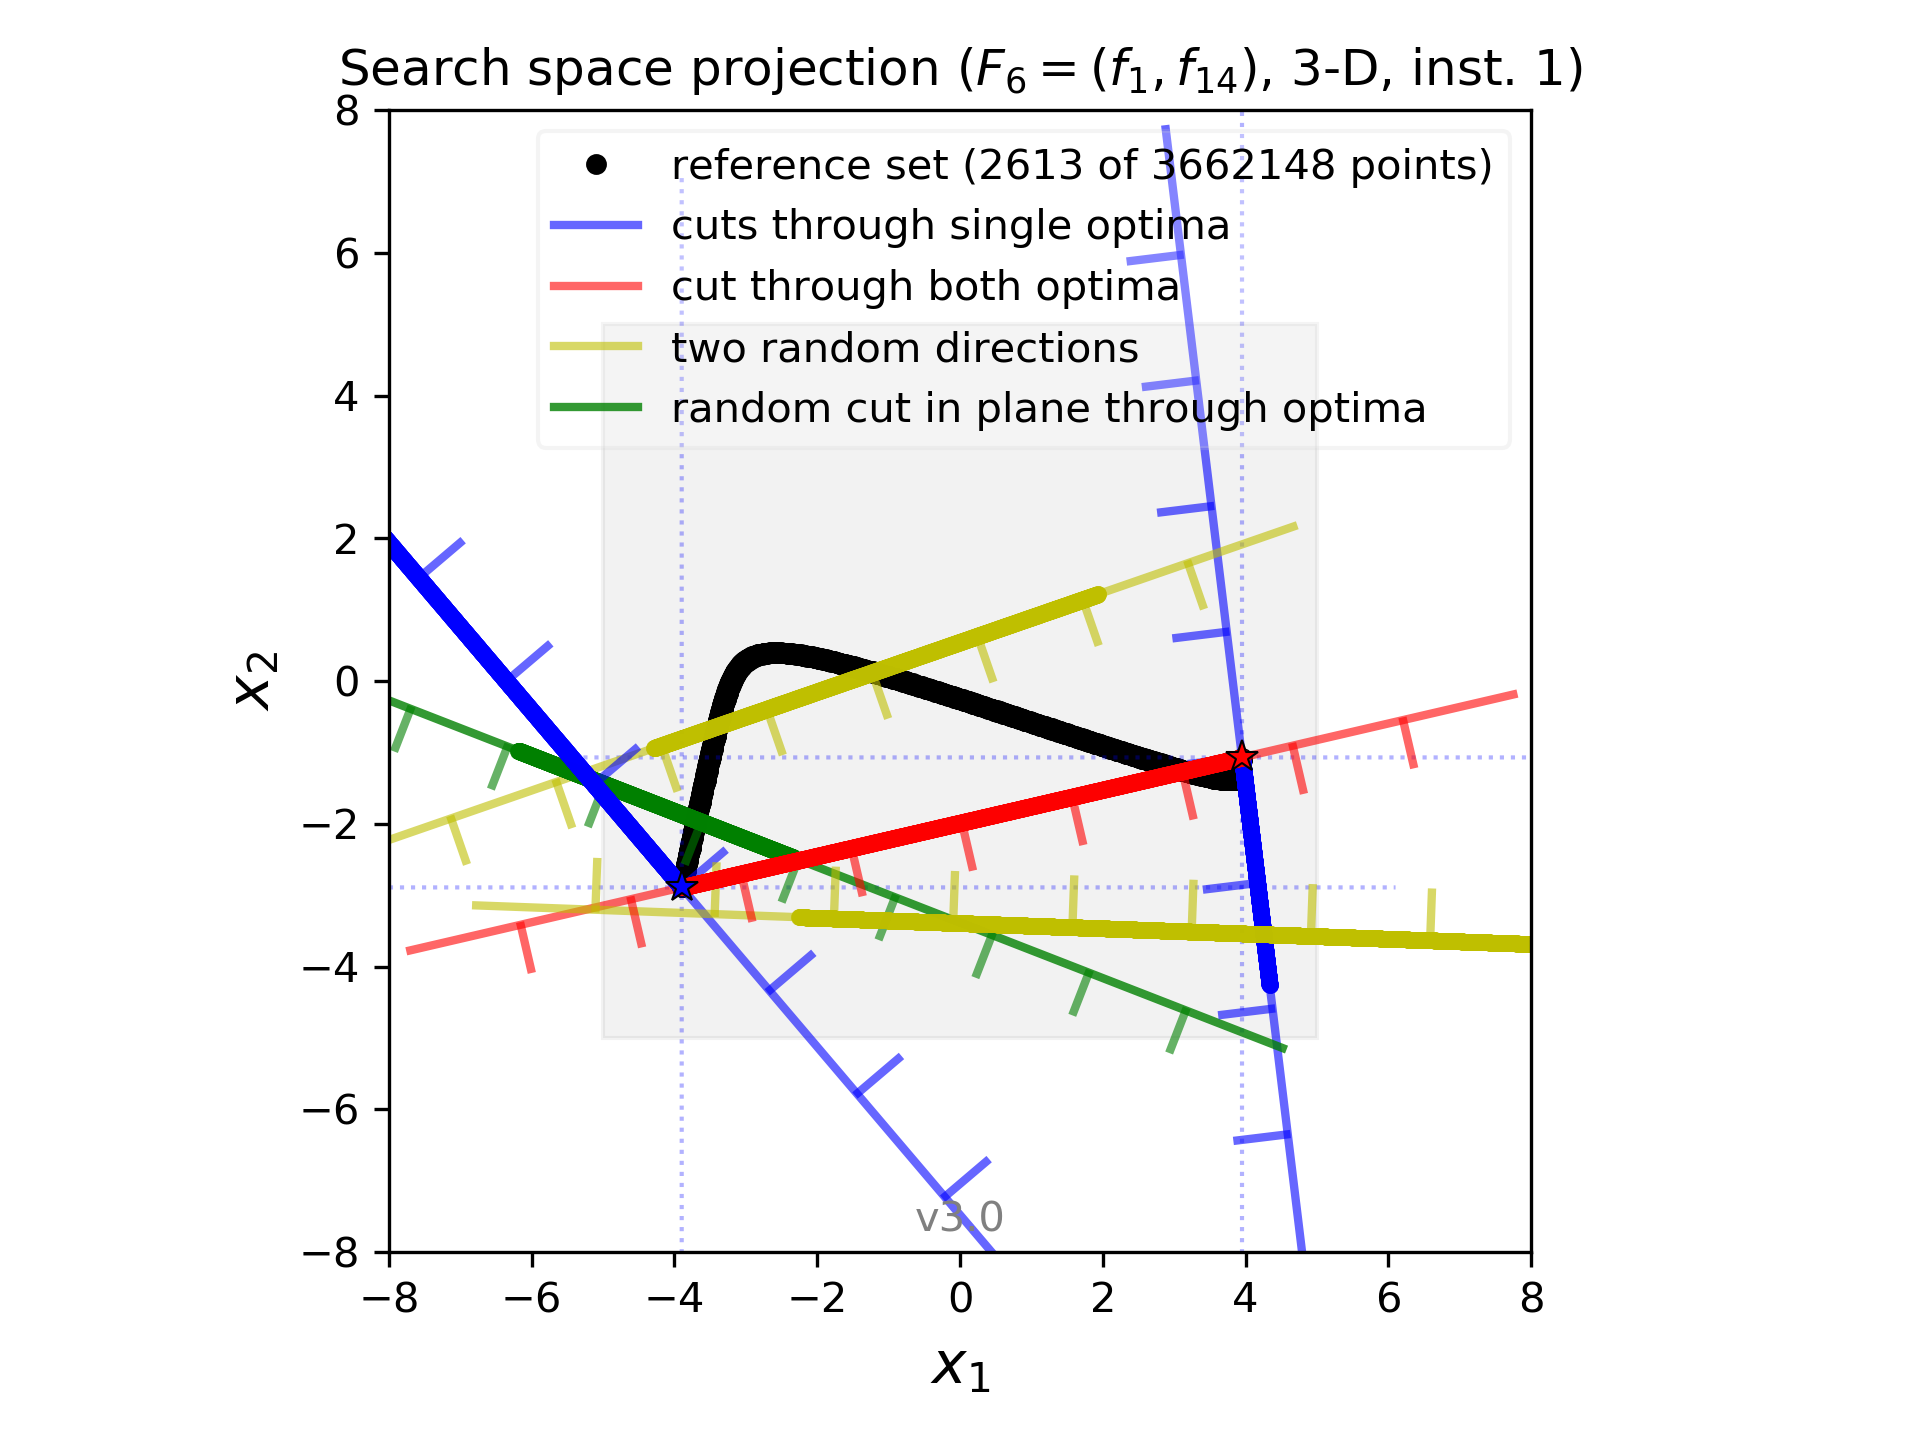 Search space projection (F₆ = (f₁, f₁₄), 3-D, inst. 1)
8
6
4
2
0
−2
−4
−6
−8
x₂
reference set (2613 of 3662148 points)
cuts through single optima
cut through both optima
two random directions
random cut in plane through optima
v3.0
−8 −6 −4 −2 0 2 4 6 8
x₁